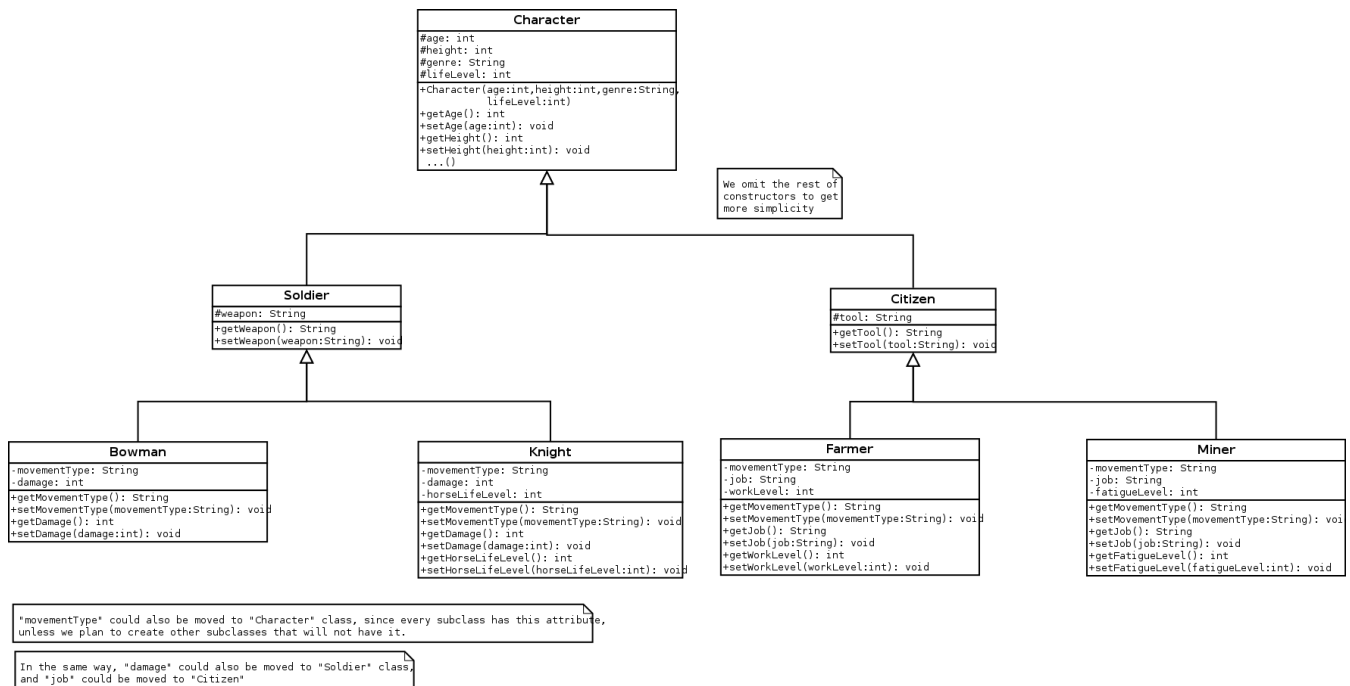 Character
#age: int
#height: int
#genre: String
#lifeLevel: int
+Character(age:int,height:int,genre:String,
lifeLevel:int)
+getAge(): int
+setAge(age:int): void
+getHeight(): int
+setHeight(height:int): void
...()
We omit the rest of
constructors to get
more simplicity
Soldier
#weapon: String
+getWeapon(): String
+setWeapon(weapon:String): void
Citizen
#tool: String
+getTool(): String
+setTool(tool:String): void
Bowman
-movementType: String
-damage: int
+getMovementType(): String
+setMovementType(movementType:String): void
+getDamage(): int
+setDamage(damage:int): void
Knight
-movementType: String
-damage: int
-horseLifeLevel: int
+getMovementType(): String
+setMovementType(movementType:String): void
+getDamage(): int
+setDamage(damage:int): void
+getHorseLifeLevel(): int
+setHorseLifeLevel(horseLifeLevel:int): void
Farmer
-movementType: String
-job: String
-workLevel: int
+getMovementType(): String
+setMovementType(movementType:String): void
+getJob(): String
+setJob(job:String): void
+getWorkLevel(): int
+setWorkLevel(workLevel:int): void
Miner
-movementType: String
-job: String
-fatigueLevel: int
+getMovementType(): String
+setMovementType(movementType:String): voi
+getJob(): String
+setJob(job:String): void
+getFatigueLevel(): int
+setFatigueLevel(fatigueLevel:int): void
"movementType" could also be moved to "Character" class, since every subclass has this attribute,
unless we plan to create other subclasses that will not have it.
In the same way, "damage" could also be moved to "Soldier" class,
and "job" could be moved to "Citizen"